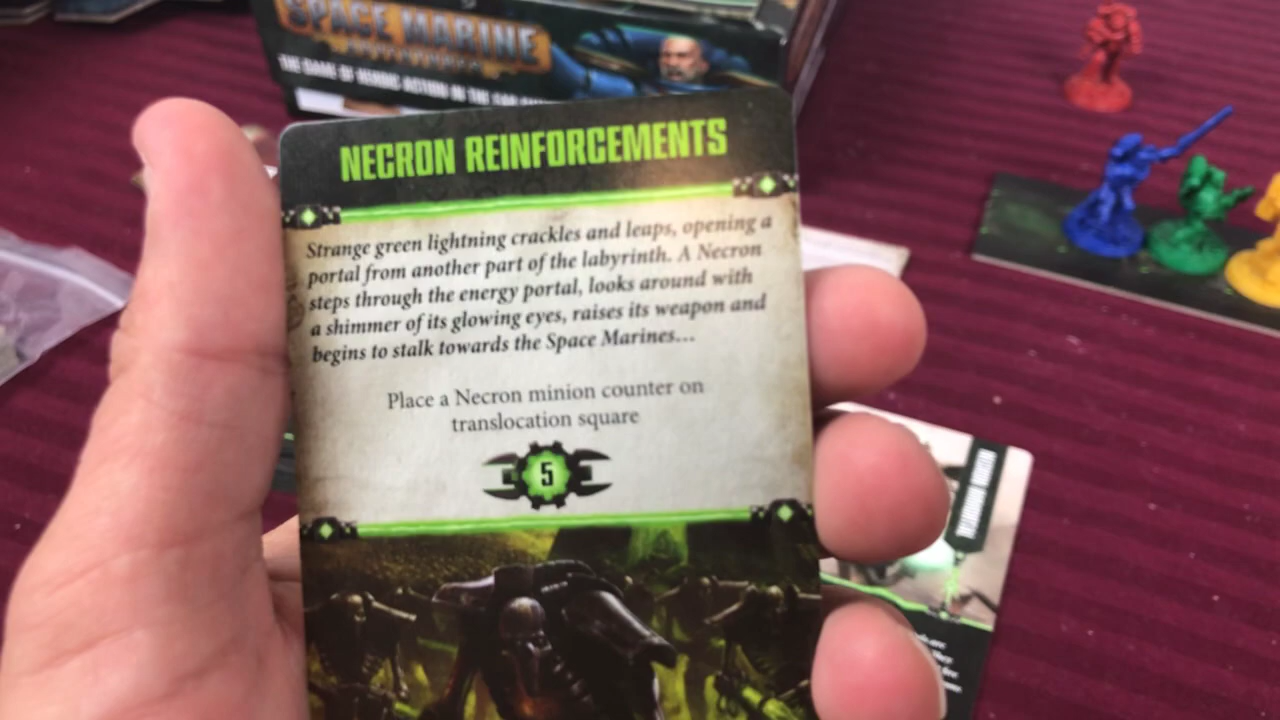 SPACE MARINE
THE GAME OF HEROIC ACTION IN THE
NECRON REINFORCEMENTS
Strange green lightning crackles and leaps, opening a
portal from another part of the labyrinth. A Necron
steps through the energy portal, looks around with
a shimmer of its glowing eyes, raises its weapon and
begins to stalk towards the Space Marines...
Place a Necron minion counter on
translocation square
5